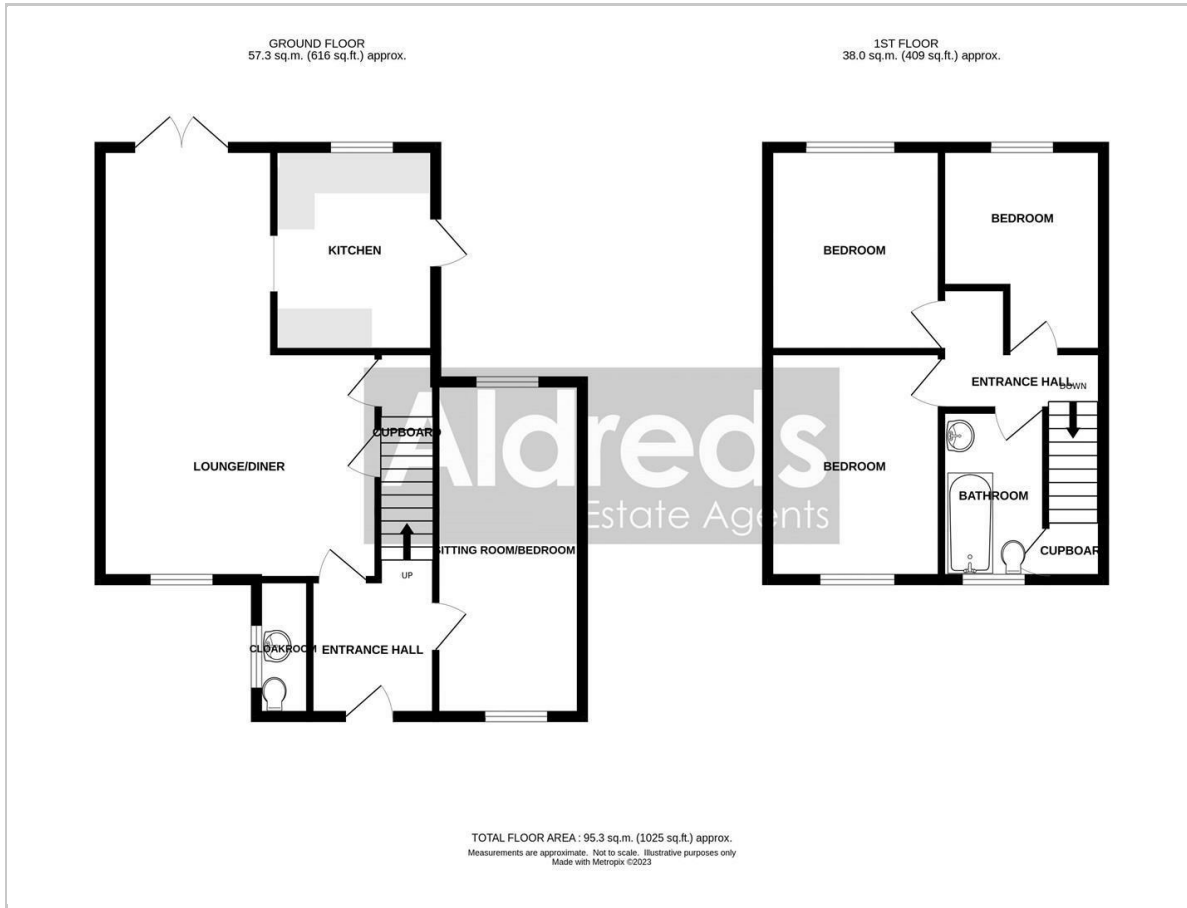 GROUND FLOOR
57.3 sq.m. (616 sq.ft.) approx.
KITCHEN
LOUNGE/DINER
CUPBOARD
SITTING ROOM/BEDROOM
UP
CLOAKROOM
ENTRANCE HALL
1ST FLOOR
38.0 sq.m. (409 sq.ft.) approx.
BEDROOM
BEDROOM
ENTRANCE HALL
DOWN
BEDROOM
BATHROOM
CUPBOAR
Aldreds
Estate Agents
TOTAL FLOOR AREA : 95.3 sq.m. (1025 sq.ft.) approx.
Measurements are approximate. Not to scale. Illustrative purposes only
Made with Metropix ©2023